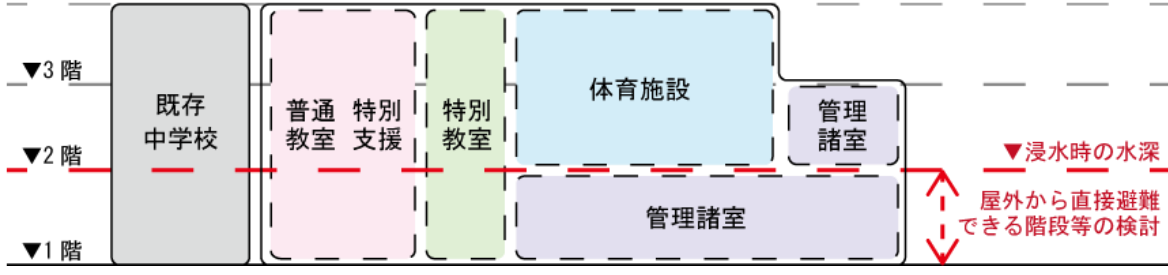 ▼3階
▼2階
▼1階
既存
中学校
普通 特別
教室 支援
特別
教室
体育施設
管理
諸室
管理諸室
▼浸水時の水深
屋外から直接避難
できる階段等の検討